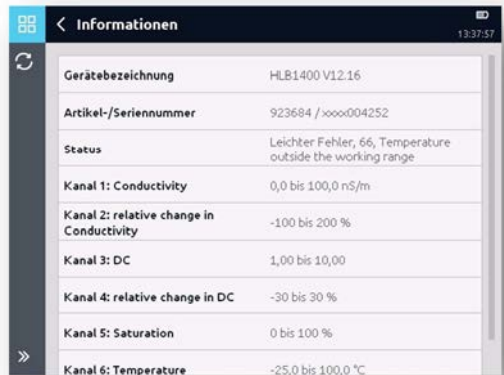 Informationen
13:37:57
Gerätebezeichnung HLB1400 V12.16
Artikel-/Seriennummer 923684 / xxxx004252
Status Leichter Fehler, 66, Temperature
outside the working range
Kanal 1: Conductivity 0,0 bis 100,0 nS/m
Kanal 2: relative change in
Conductivity -100 bis 200 %
Kanal 3: DC 1,00 bis 10,00
Kanal 4: relative change in DC -30 bis 30 %
Kanal 5: Saturation 0 bis 100 %
Kanal 6: Temperature -25,0 bis 100,0 °C